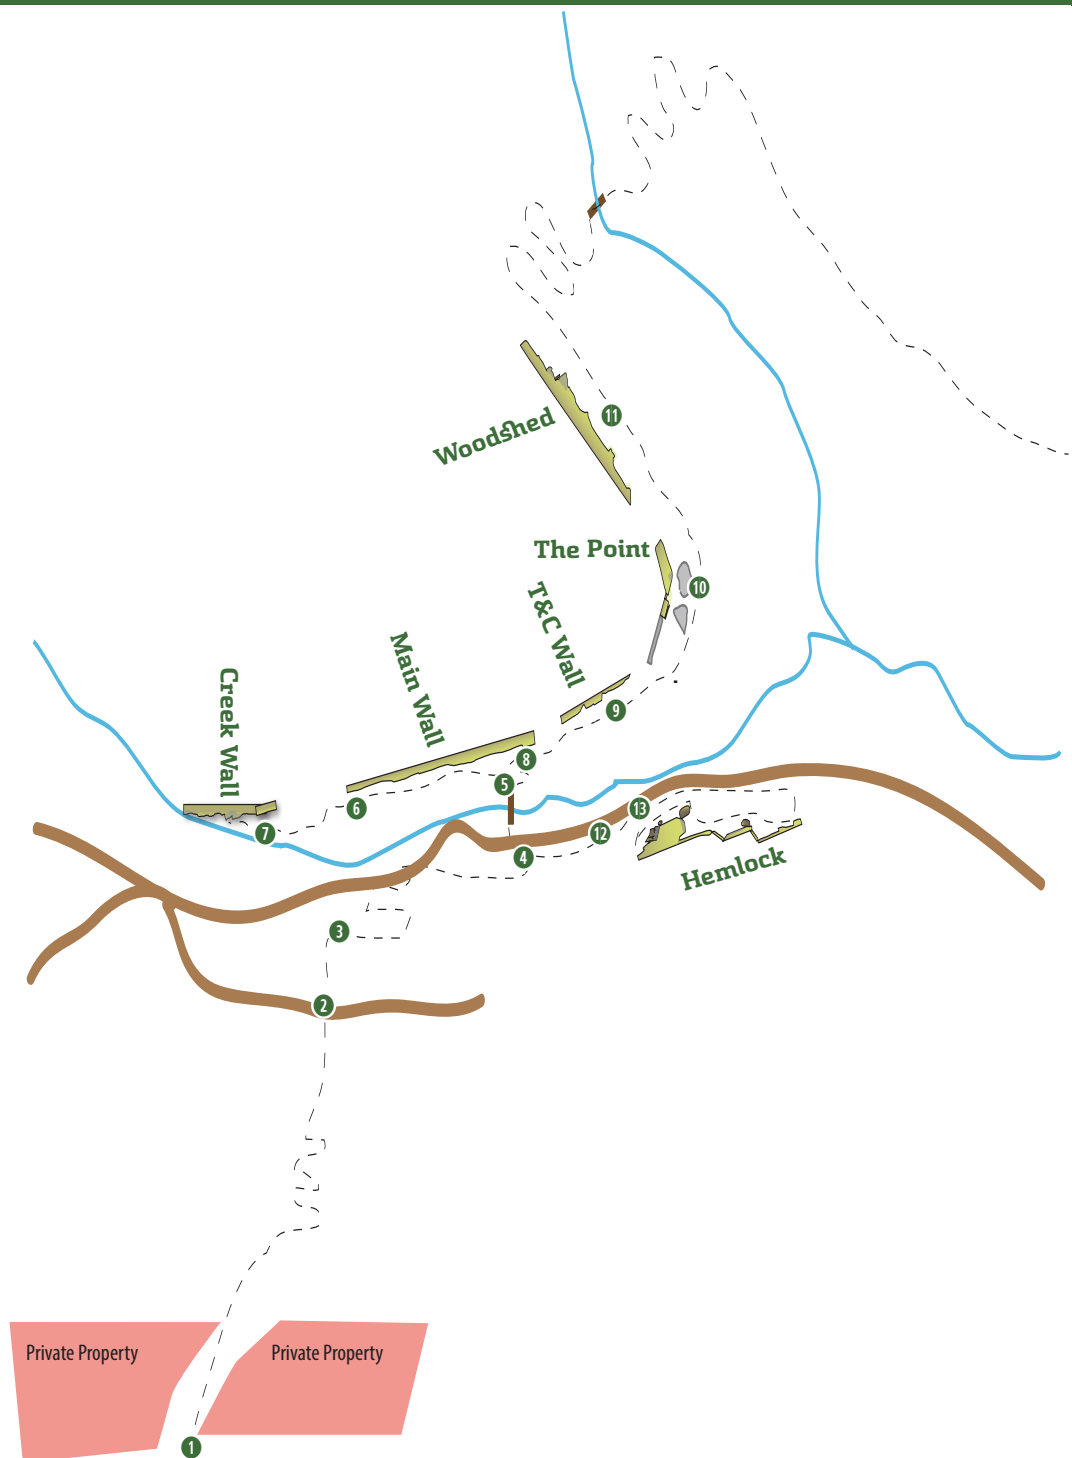 11
Woodshed
The Point
10
T&C Wall
Main Wall
Creek Wall
9
8
5
6
7
13
12
4
Hemlock
3
2
Private Property
Private Property
1